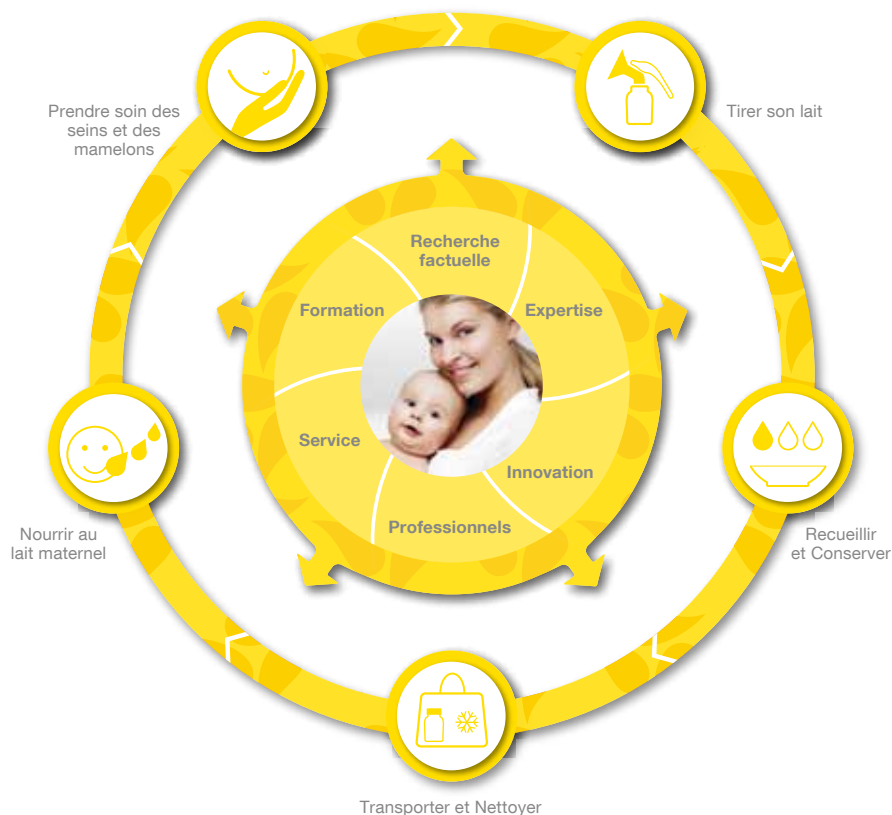 Prendre soin des
seins et des
mamelons
Tirer son lait
Recherche
factuelle
Formation
Expertise
Service
Innovation
Professionnels
Nourrir au
lait maternel
Recueillir
et Conserver
Transporter et Nettoyer